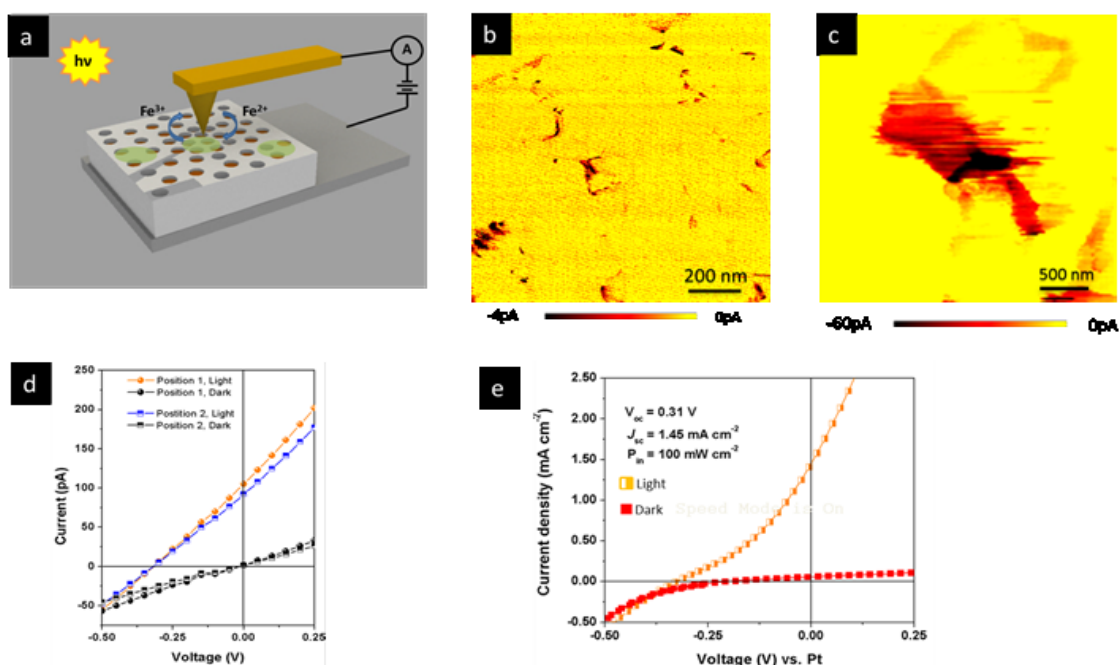 a
hν
A
Fe³⁺
Fe²⁺
b
200 nm
-4pA
0pA
c
500 nm
-60pA
0pA
d
250
200
150
100
50
0
-50
Current (pA)
Position 1, Light
Position 1, Dark
Postition 2, Light
Position 2, Dark
-0.50
-0.25
0.00
0.25
Voltage (V)
e
2.50
2.00
1.50
1.00
0.50
0.00
-0.50
Current density (mA cm⁻²)
V_oc = 0.31 V
J_sc = 1.45 mA cm⁻²
P_in = 100 mW cm⁻²
Light
Dark
Speed Mode is On
-0.50
-0.25
0.00
0.25
Voltage (V) vs. Pt